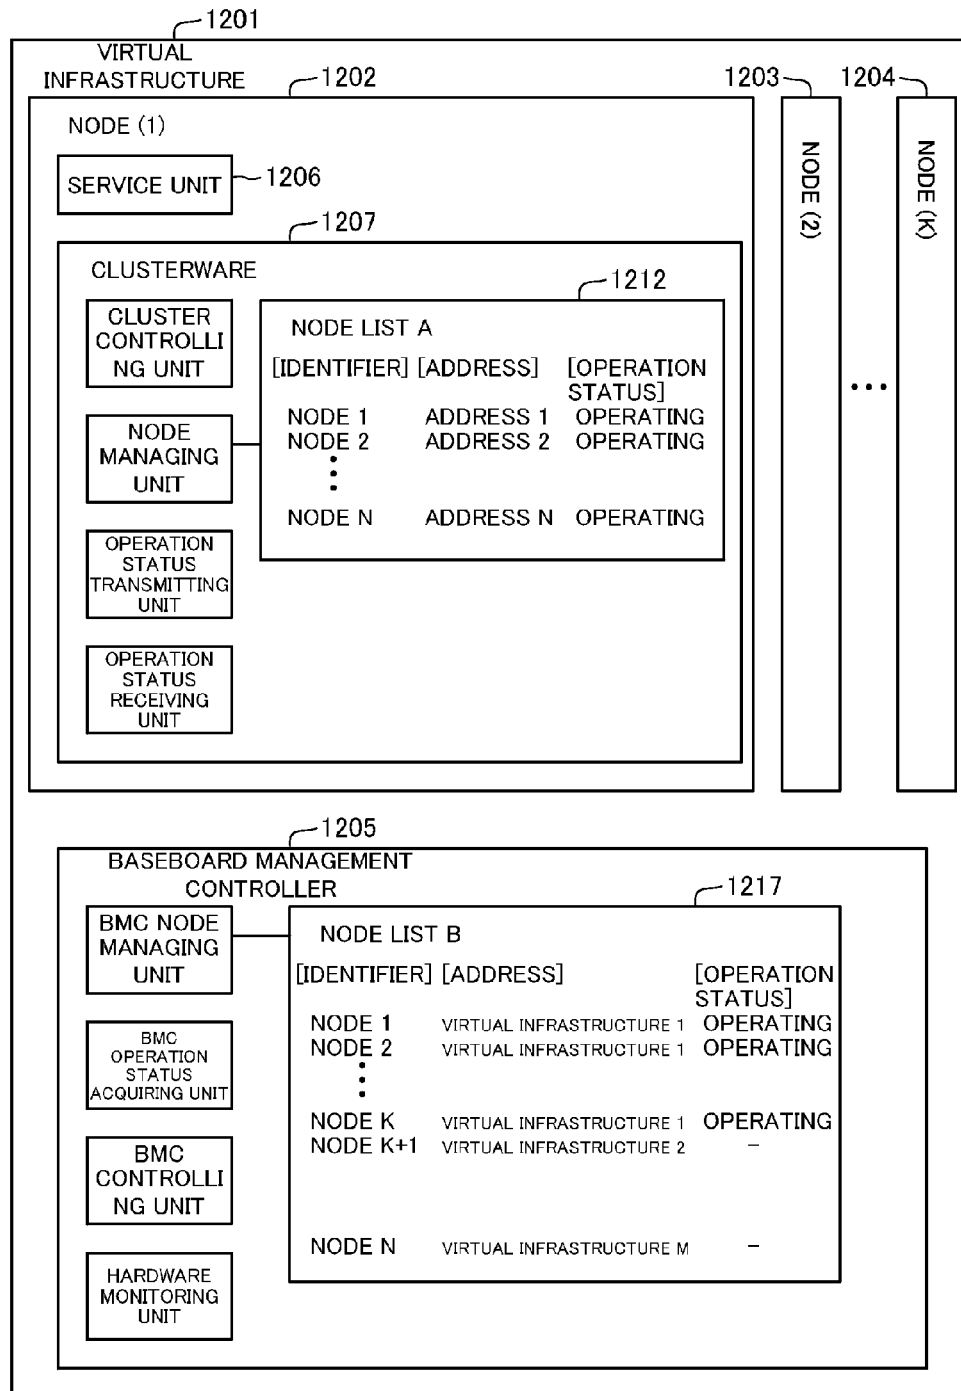 1201
VIRTUAL
INFRASTRUCTURE
1202
1203
1204
NODE (1)
NODE (2)
NODE (K)
SERVICE UNIT
1206
1207
CLUSTERWARE
1212
CLUSTER
CONTROLLI
NG UNIT
NODE LIST A
[IDENTIFIER] [ADDRESS] [OPERATION
STATUS]
NODE 1 ADDRESS 1 OPERATING
NODE 2 ADDRESS 2 OPERATING
⋮
NODE N ADDRESS N OPERATING
...
NODE
MANAGING
UNIT
OPERATION
STATUS
TRANSMITTING
UNIT
OPERATION
STATUS
RECEIVING
UNIT
1205
BASEBOARD MANAGEMENT
CONTROLLER
1217
BMC NODE
MANAGING
UNIT
NODE LIST B
[IDENTIFIER] [ADDRESS] [OPERATION
STATUS]
NODE 1 VIRTUAL INFRASTRUCTURE 1 OPERATING
NODE 2 VIRTUAL INFRASTRUCTURE 1 OPERATING
⋮
NODE K VIRTUAL INFRASTRUCTURE 1 OPERATING
NODE K+1 VIRTUAL INFRASTRUCTURE 2 –
NODE N VIRTUAL INFRASTRUCTURE M –
BMC
OPERATION
STATUS
ACQUIRING UNIT
BMC
CONTROLLI
NG UNIT
HARDWARE
MONITORING
UNIT